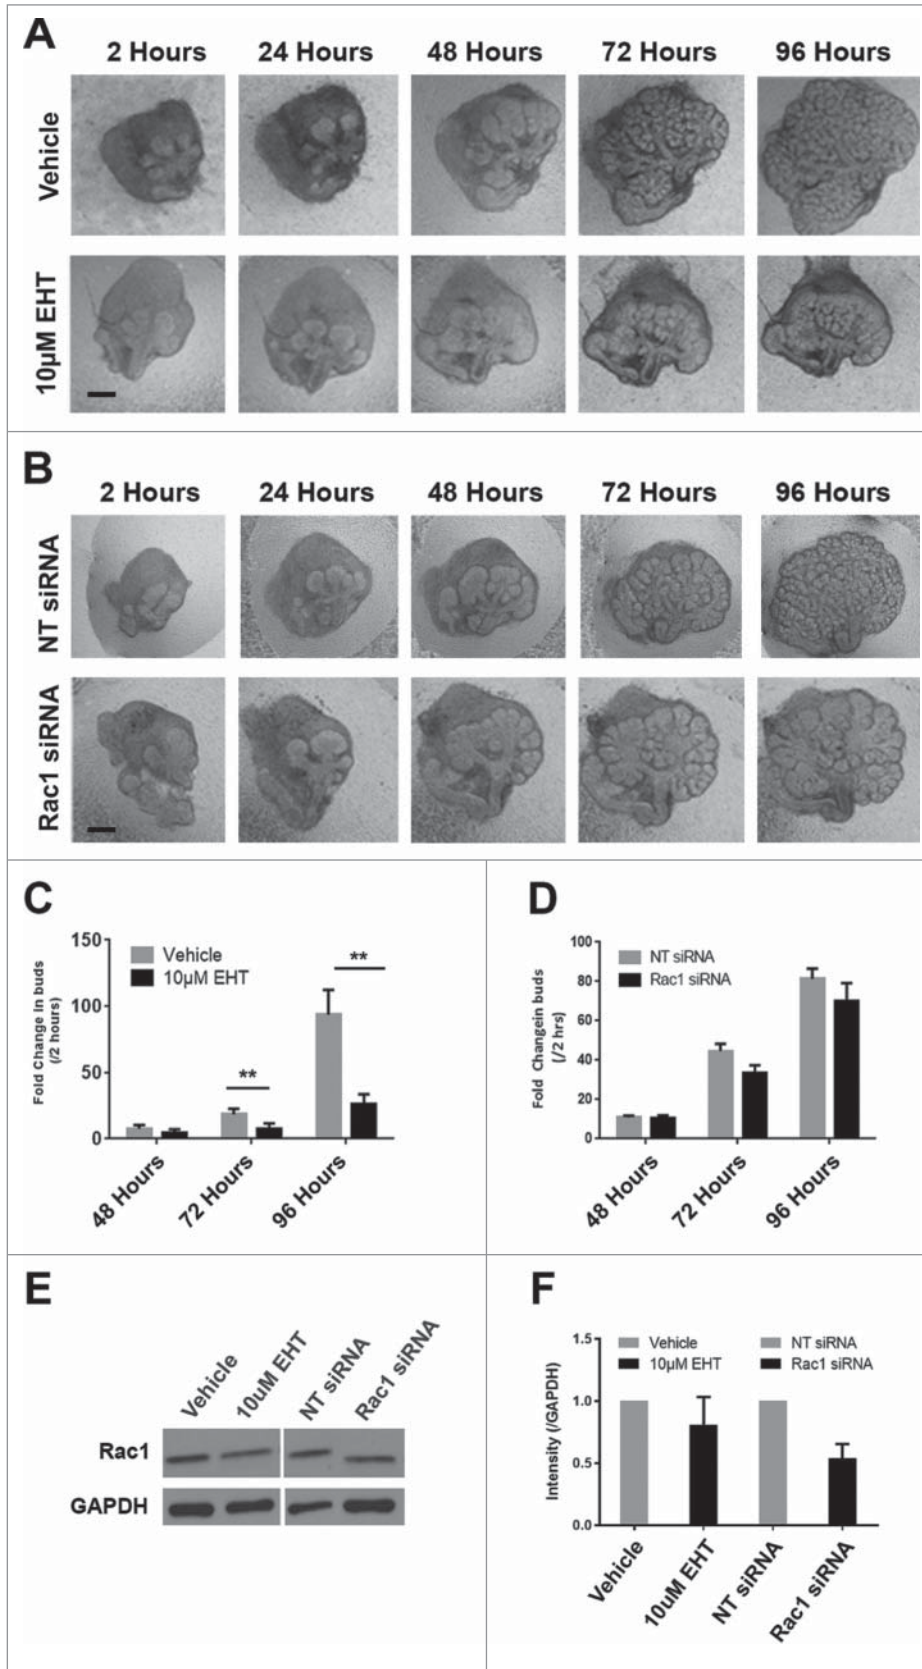 A
2 Hours 24 Hours 48 Hours 72 Hours 96 Hours
Vehicle
10µM EHT
B
2 Hours 24 Hours 48 Hours 72 Hours 96 Hours
NT siRNA
Rac1 siRNA
C
Fold Change in buds
(/2 hours)
150
100
50
0
Vehicle
10µM EHT
**
**
48 Hours
72 Hours
96 Hours
D
Fold Changein buds
(/2 hrs)
100
80
60
40
20
0
NT siRNA
Rac1 siRNA
48 Hours
72 Hours
96 Hours
E
Vehicle
10uM EHT
NT siRNA
Rac1 siRNA
Rac1
GAPDH
F
Intensity (/GAPDH)
1.5
1.0
0.5
0.0
Vehicle NT siRNA
10µM EHT Rac1 siRNA
Vehicle
10uM EHT
NT siRNA
Rac1 siRNA